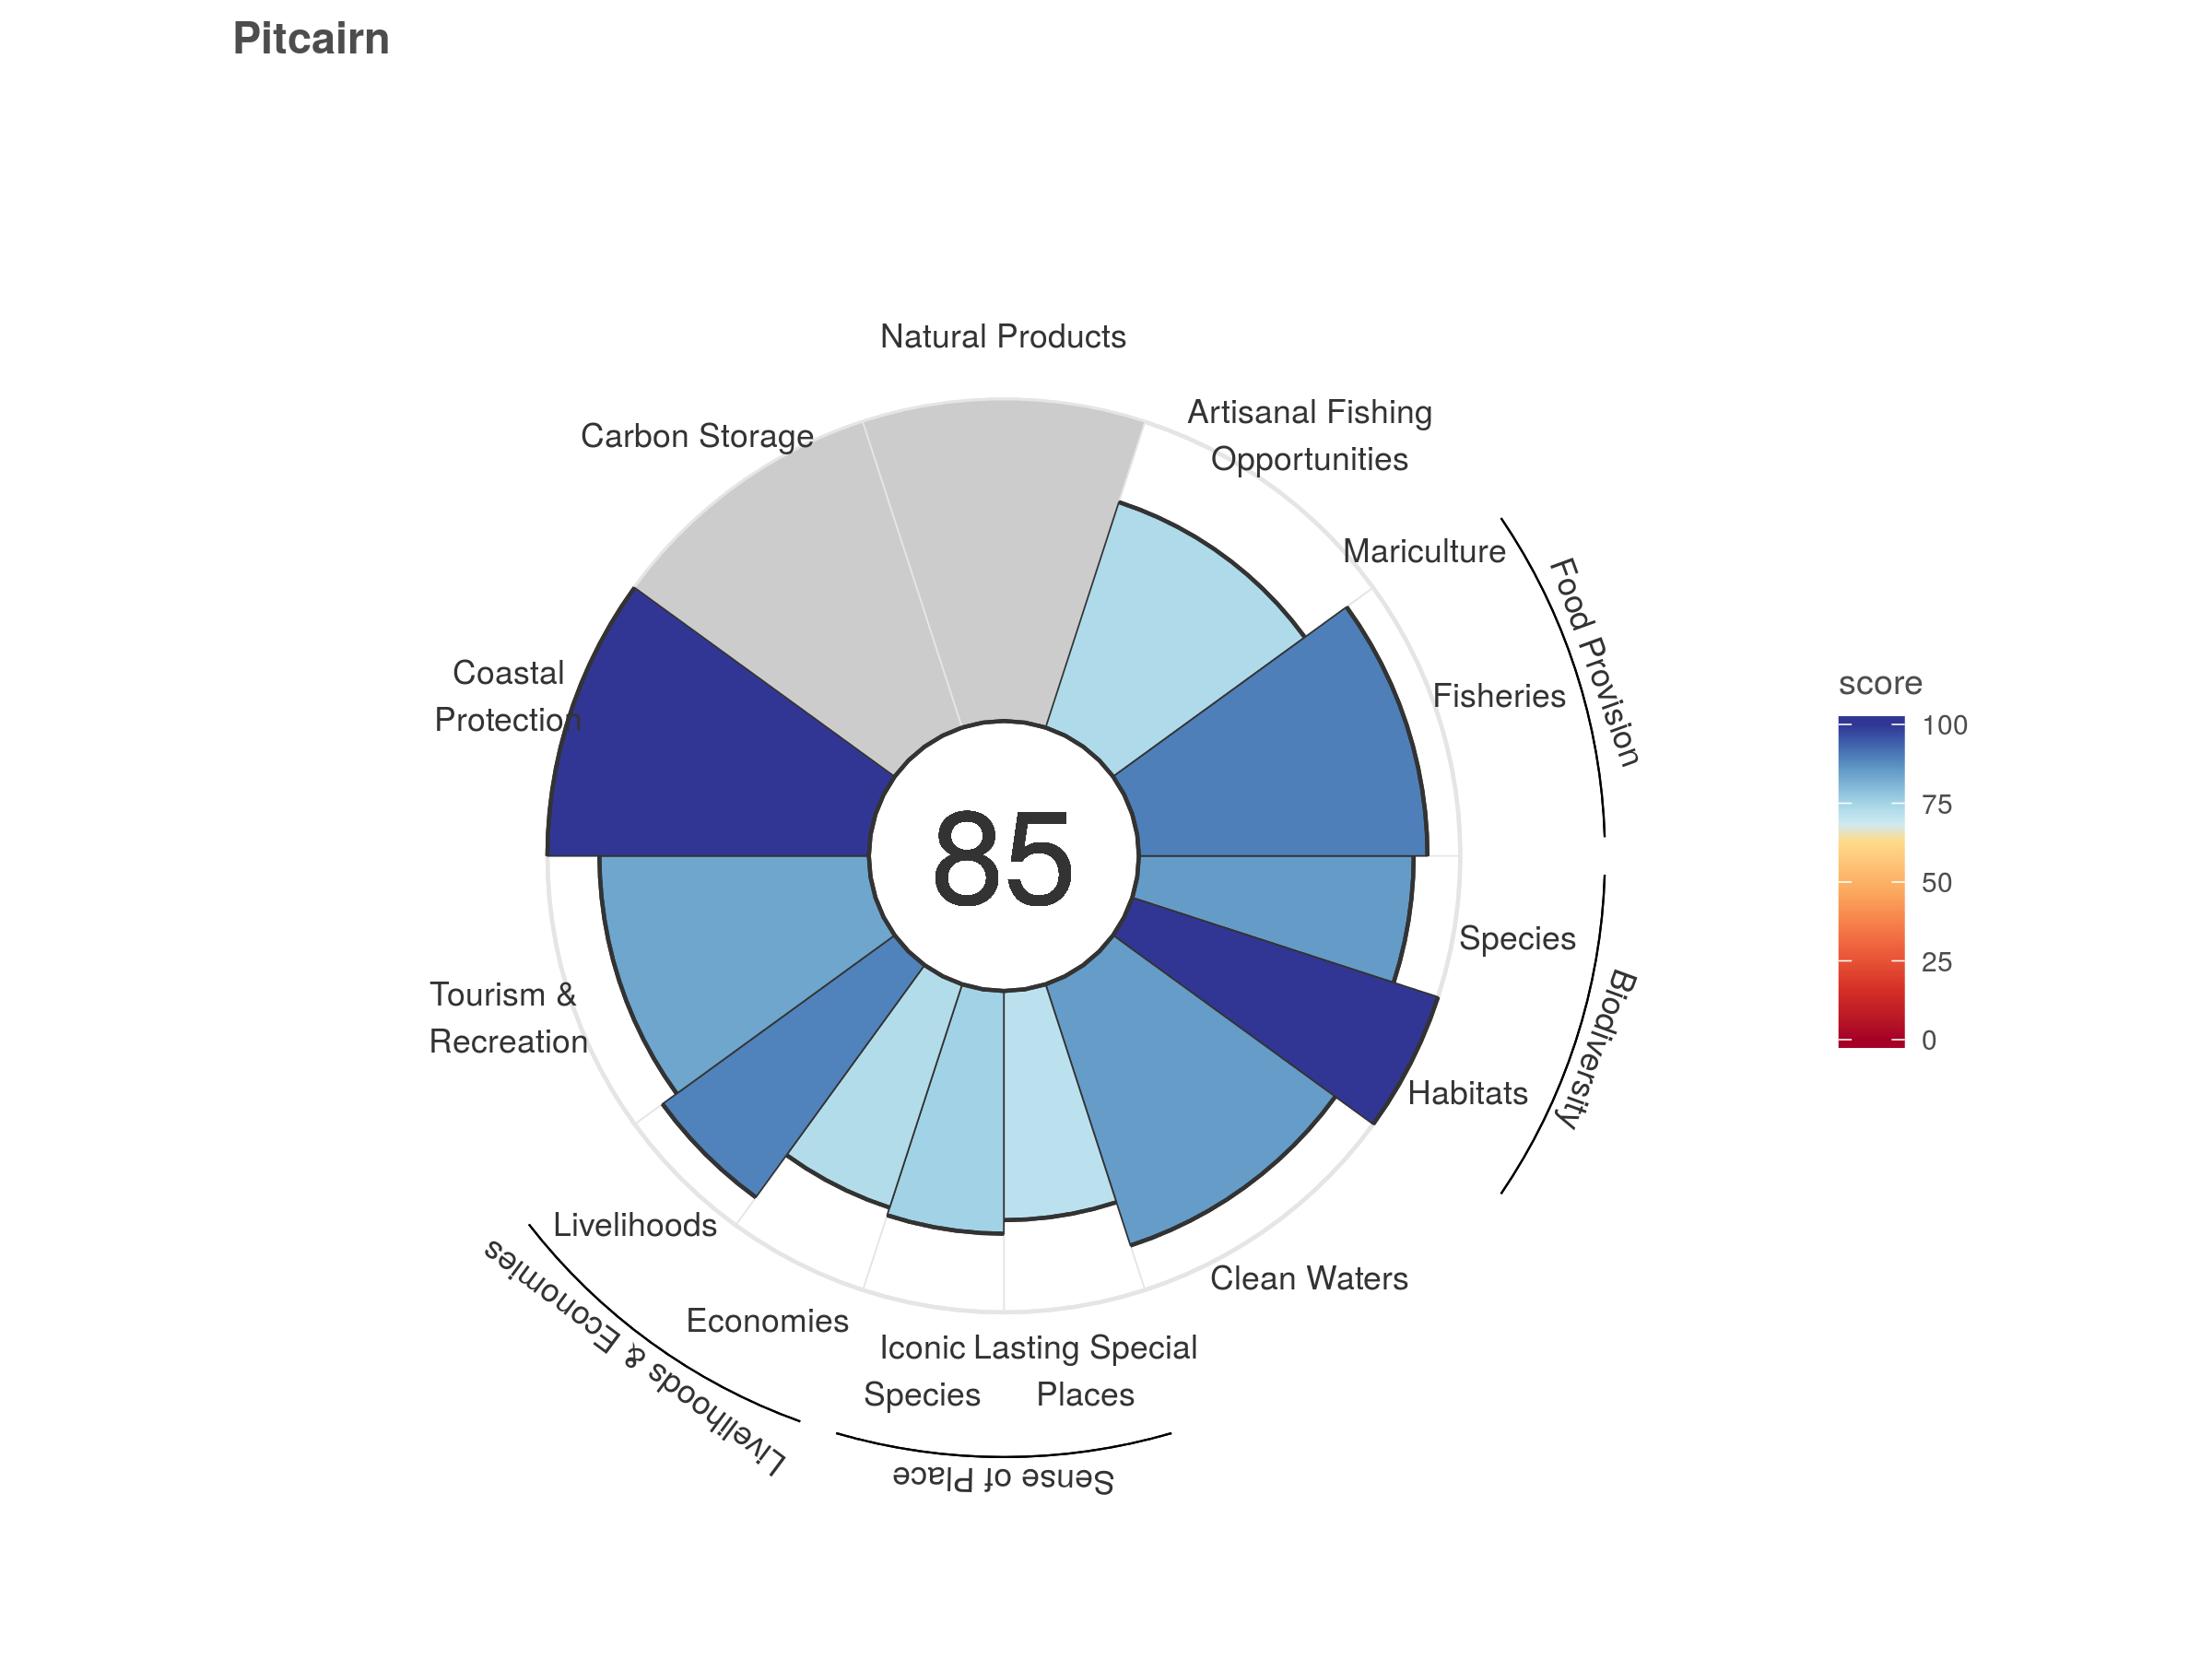 Pitcairn
Natural Products
Artisanal Fishing
Opportunities
Carbon Storage
Mariculture
Food Provision
Fisheries
Coastal
Protection
score
100
75
50
25
0
85
Species
Biodiversity
Habitats
Tourism &
Recreation
Livelihoods
Livelihoods & Economies
Clean Waters
Economies
Iconic
Species
Lasting Special
Places
Sense of Place